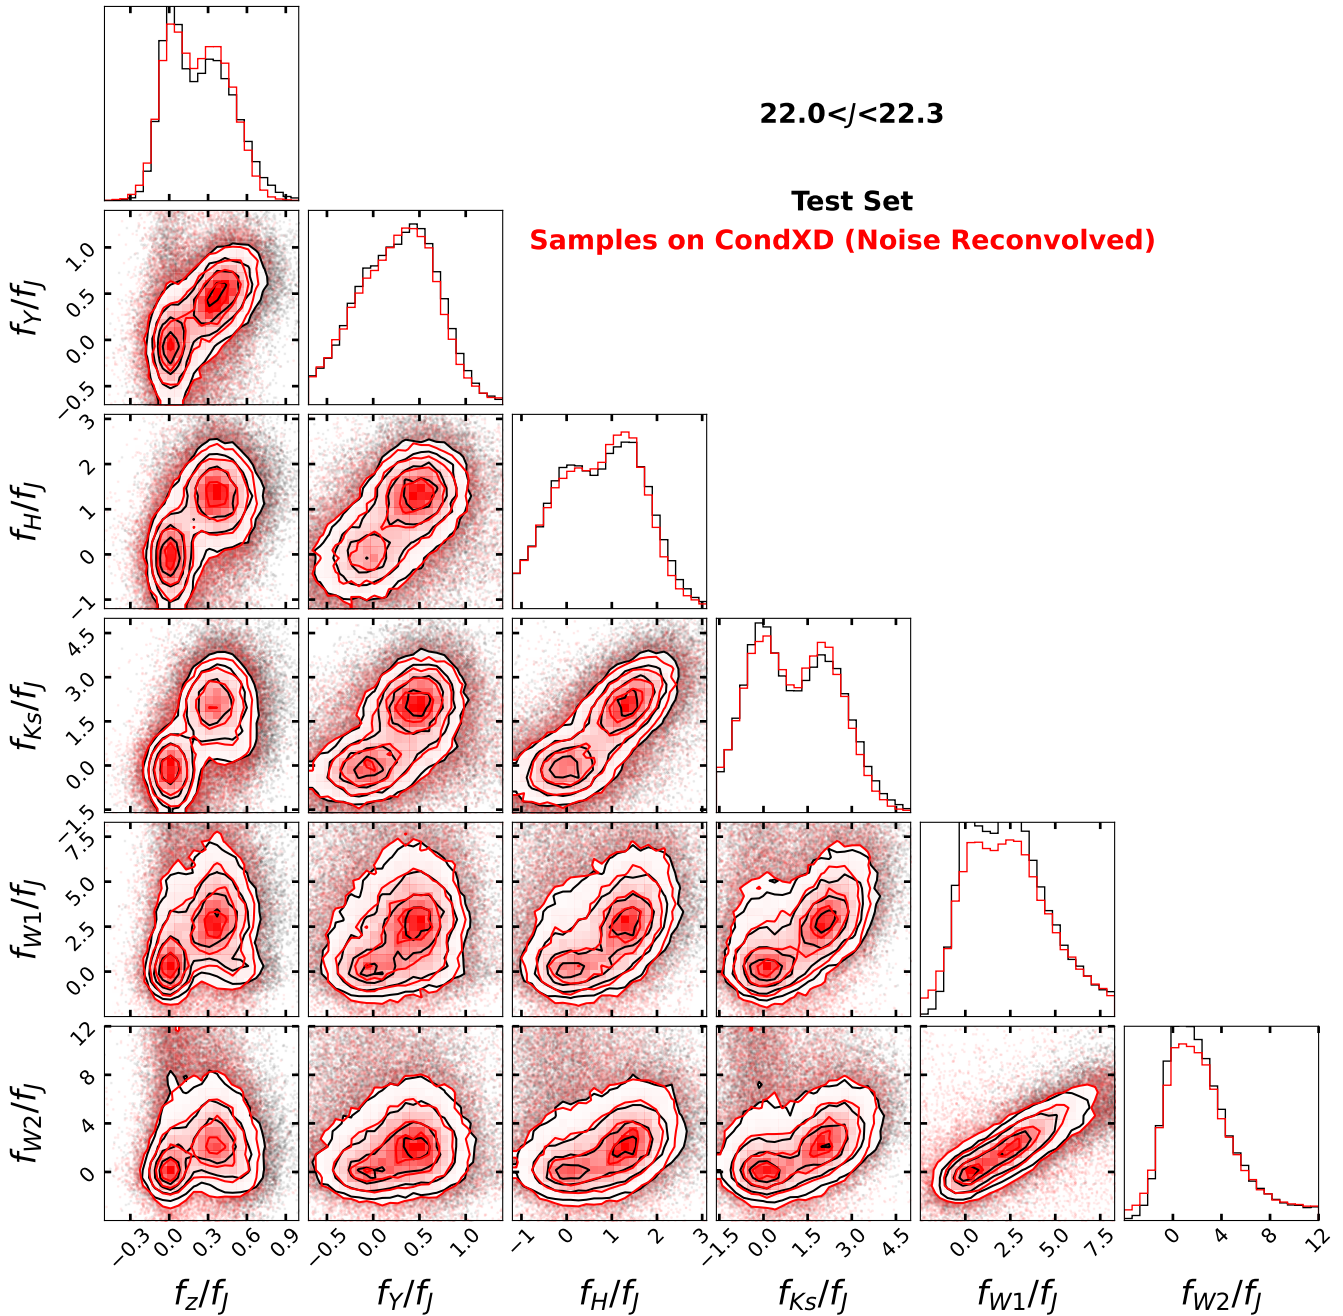 22.0<J<22.3
Test Set
Samples on CondXD (Noise Reconvolved)
f_Y/f_J
1.0
0.5
0.0
−0.5
f_H/f_J
3
2
1
0
−1
f_Ks/f_J
4.5
3.0
1.5
0.0
−1.5
f_W1/f_J
7.5
5.0
2.5
0.0
f_W2/f_J
12
8
4
0
−0.3 0.0 0.3 0.6 0.9 0.0 0.5 1.0 −1 0 1 2 3 −1.5 0.0 1.5 3.0 4.5 0.0 2.5 5.0 7.5 0 4 8 12
f_z/f_J f_Y/f_J f_H/f_J f_Ks/f_J f_W1/f_J f_W2/f_J